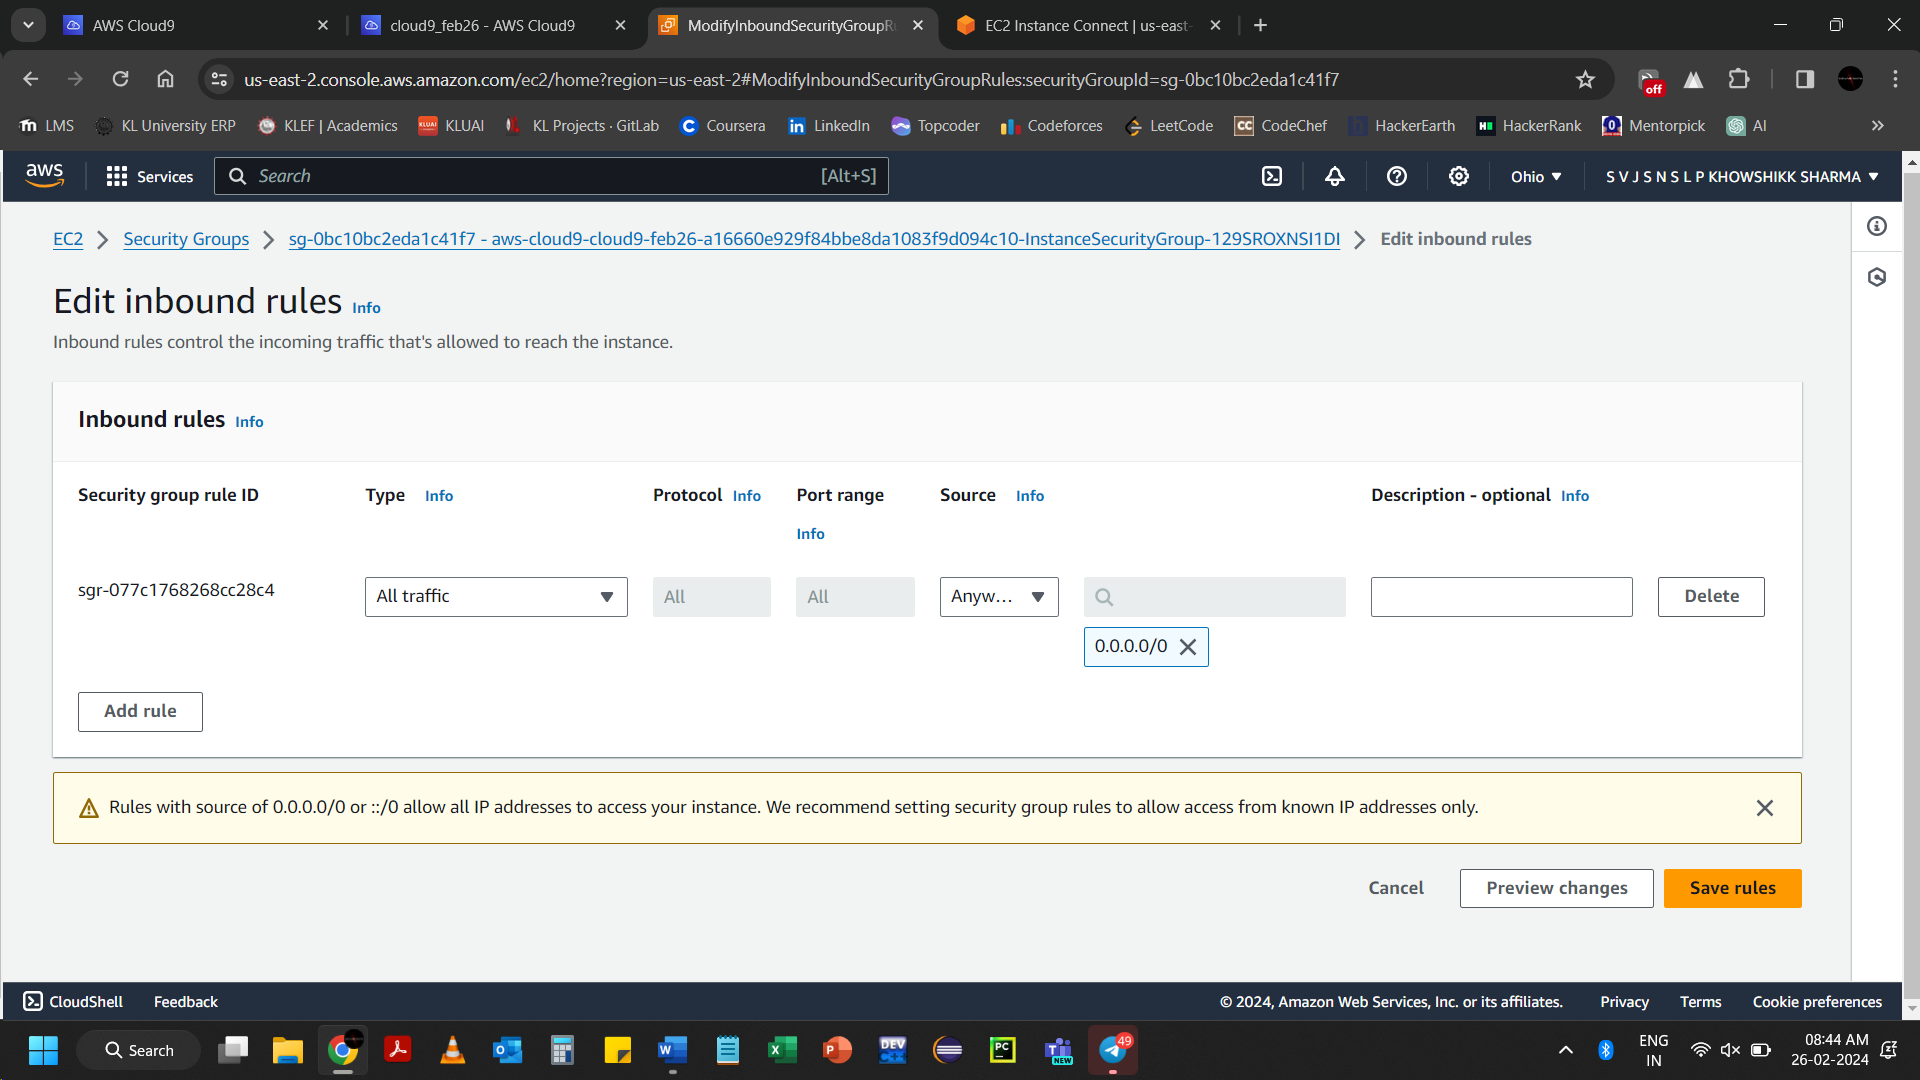 AWS Cloud9
cloud9_feb26 - AWS Cloud9
ModifyInboundSecurityGroupRu
EC2 Instance Connect | us-east-
us-east-2.console.aws.amazon.com/ec2/home?region=us-east-2#ModifyInboundSecurityGroupRules:securityGroupId=sg-0bc10bc2eda1c41f7
off
LMS
KL University ERP
KLEF | Academics
KLUAI
KL Projects · GitLab
Coursera
LinkedIn
Topcoder
Codeforces
LeetCode
CodeChef
HackerEarth
HackerRank
Mentorpick
AI
aws
Services
Search
[Alt+S]
Ohio
S V J S N S L P KHOWSHIKK SHARMA
EC2
Security Groups
sg-0bc10bc2eda1c41f7 - aws-cloud9-cloud9-feb26-a16660e929f84bbe8da1083f9d094c10-InstanceSecurityGroup-129SROXNSI1DI
Edit inbound rules
Edit inbound rules Info
Inbound rules control the incoming traffic that's allowed to reach the instance.
Inbound rules Info
Security group rule ID
Type Info
Protocol Info
Port range
Info
Source Info
Description - optional Info
sgr-077c1768268cc28c4
All traffic
All
All
Anyw...
Delete
0.0.0.0/0
Add rule
Rules with source of 0.0.0.0/0 or ::/0 allow all IP addresses to access your instance. We recommend setting security group rules to allow access from known IP addresses only.
Cancel
Preview changes
Save rules
CloudShell
Feedback
© 2024, Amazon Web Services, Inc. or its affiliates.
Privacy
Terms
Cookie preferences
Search
DEV
PC
NEW
49
ENG
IN
08:44 AM
26-02-2024